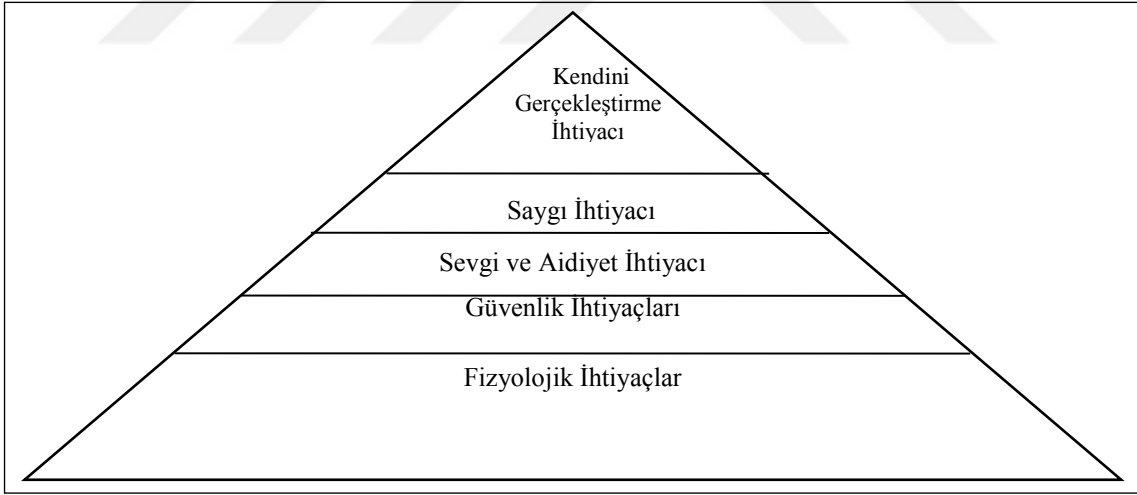 Kendini
Gerçekleştirme
İhtiyacı
Saygı İhtiyacı
Sevgi ve Aidiyet İhtiyacı
Güvenlik İhtiyaçları
Fizyolojik İhtiyaçlar